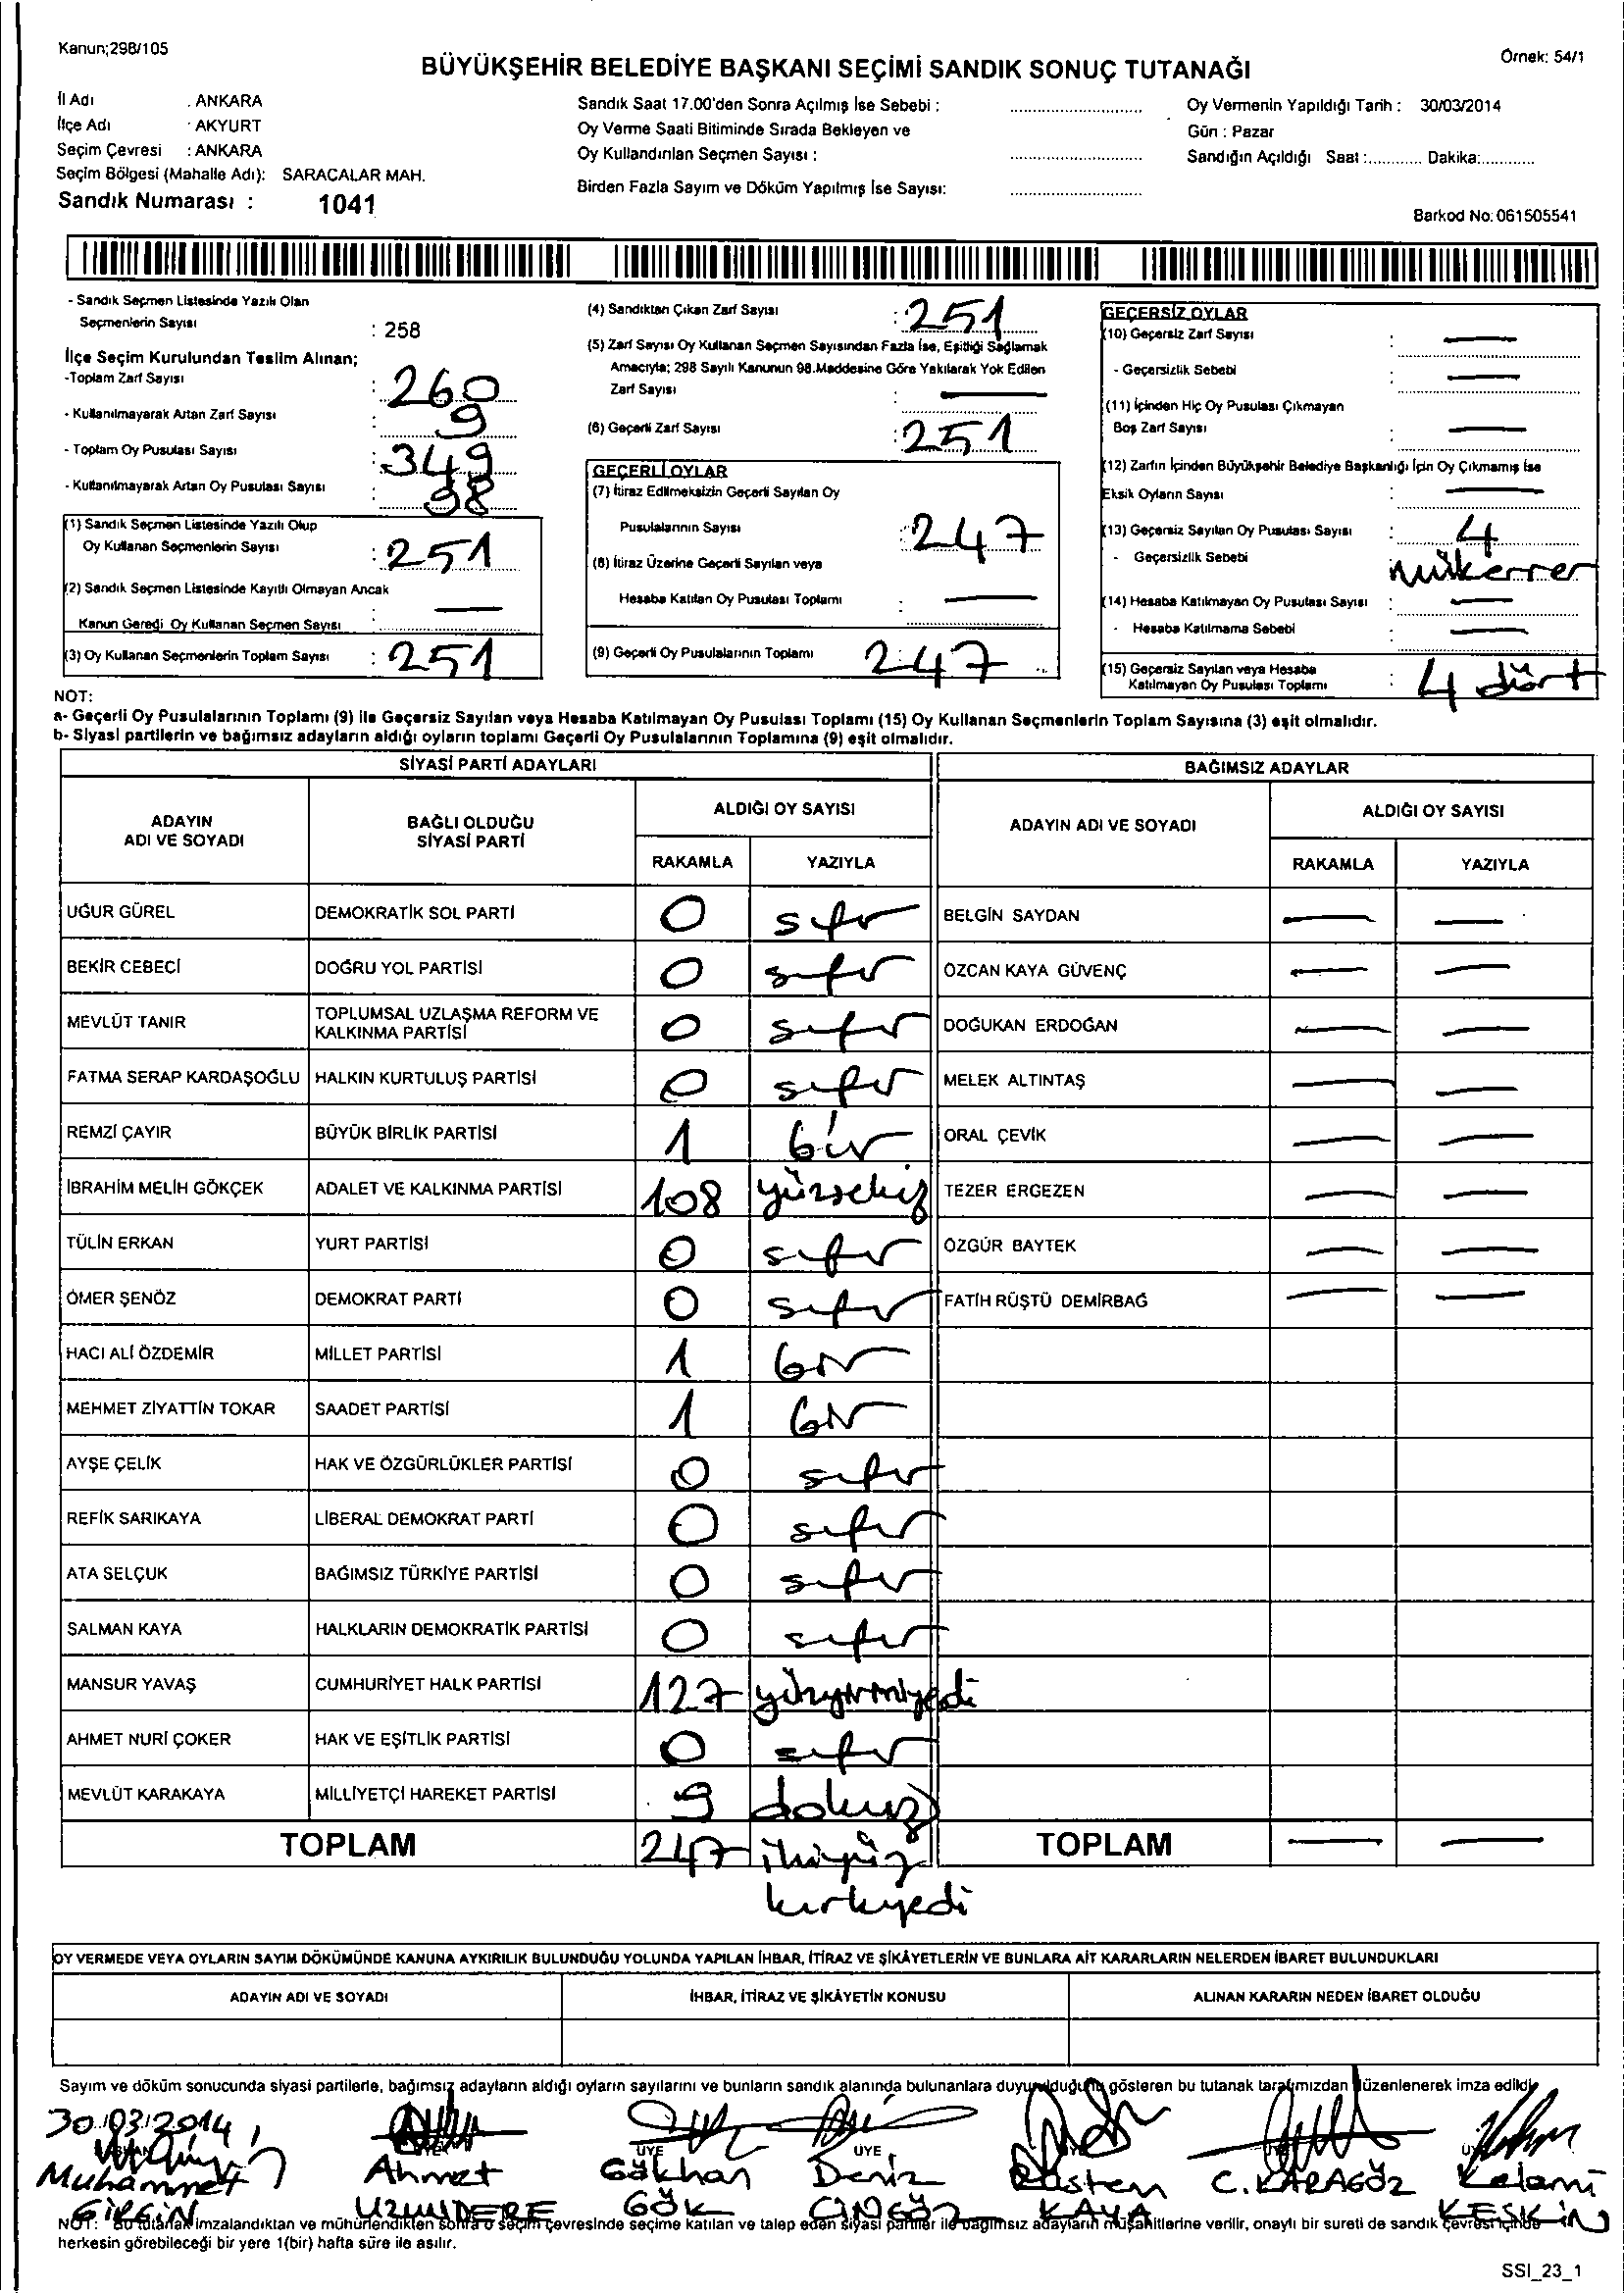 Kanun;298/105
Örnek: 54/1
BÜYÜKŞEHİR BELEDİYE BAŞKANI SEÇİMİ SANDIK SONUÇ TUTANAĞI
İl Adı : ANKARA
İlçe Adı : AKYURT
Seçim Çevresi : ANKARA
Seçim Bölgesi (Mahalle Adı): SARACALAR MAH.
Sandık Numarası : 1041
Sandık Saat 17.00'den Sonra Açılmış İse Sebebi :
Oy Verme Saati Bitiminde Sırada Bekleyen ve
Oy Kullandırılan Seçmen Sayısı :
Birden Fazla Sayım ve Döküm Yapılmış İse Sayısı:
Oy Vermenin Yapıldığı Tarih : 30/03/2014
Gün : Pazar
Sandığın Açıldığı Saat :............ Dakika:............
Barkod No: 061505541
- Sandık Seçmen Listesinde Yazılı Olan
Seçmenlerin Sayısı : 258
İlçe Seçim Kurulundan Teslim Alınan;
-Toplam Zarf Sayısı : 260
- Kullanılmayarak Artan Zarf Sayısı : 9
- Toplam Oy Pusulası Sayısı : 349
- Kullanılmayarak Artan Oy Pusulası Sayısı : 98
(1) Sandık Seçmen Listesinde Yazılı Olup
Oy Kullanan Seçmenlerin Sayısı : 251
(2) Sandık Seçmen Listesinde Kayıtlı Olmayan Ancak
Kanun Gereği Oy Kullanan Seçmen Sayısı : —
(3) Oy Kullanan Seçmenlerin Toplam Sayısı : 251
(4) Sandıktan Çıkan Zarf Sayısı : 251
(5) Zarf Sayısı Oy Kullanan Seçmen Sayısından Fazla İse, Eşitliği Sağlamak
Amacıyla; 298 Sayılı Kanunun 98.Maddesine Göre Yakılarak Yok Edilen
Zarf Sayısı : —
(6) Geçerli Zarf Sayısı : 251
GEÇERLİ OYLAR
(7) İtiraz Edilmeksizin Geçerli Sayılan Oy
Pusulalarının Sayısı : 247
(8) İtiraz Üzerine Geçerli Sayılan veya
Hesaba Katılan Oy Pusulası Toplamı : —
(9) Geçerli Oy Pusulalarının Toplamı : 247
GEÇERSİZ OYLAR
(10) Geçersiz Zarf Sayısı : —
- Geçersizlik Sebebi : —
(11) İçinden Hiç Oy Pusulası Çıkmayan
Boş Zarf Sayısı : —
(12) Zarfın İçinden Büyükşehir Belediye Başkanlığı İçin Oy Çıkmamış İse
Eksik Oyların Sayısı : —
(13) Geçersiz Sayılan Oy Pusulası Sayısı : 4
- Geçersizlik Sebebi : mükerrer
(14) Hesaba Katılmayan Oy Pusulası Sayısı : —
- Hesaba Katılmama Sebebi : —
(15) Geçersiz Sayılan veya Hesaba
Katılmayan Oy Pusulası Toplamı : 4 dört
NOT:
a- Geçerli Oy Pusulalarının Toplamı (9) ile Geçersiz Sayılan veya Hesaba Katılmayan Oy Pusulası Toplamı (15) Oy Kullanan Seçmenlerin Toplam Sayısına (3) eşit olmalıdır.
b- Siyasi partilerin ve bağımsız adayların aldığı oyların toplamı Geçerli Oy Pusulalarının Toplamına (9) eşit olmalıdır.
SİYASİ PARTİ ADAYLARI BAĞIMSIZ ADAYLAR
ADAYIN ADI VE SOYADI BAĞLI OLDUĞU SİYASİ PARTİ ALDIĞI OY SAYISI ADAYIN ADI VE SOYADI ALDIĞI OY SAYISI
RAKAMLA YAZIYLA RAKAMLA YAZIYLA
UĞUR GÜREL DEMOKRATİK SOL PARTİ 0 sıfır BELGİN SAYDAN — —
BEKİR CEBECİ DOĞRU YOL PARTİSİ 0 sıfır ÖZCAN KAYA GÜVENÇ — —
MEVLÜT TANIR TOPLUMSAL UZLAŞMA REFORM VE KALKINMA PARTİSİ 0 sıfır DOĞUKAN ERDOĞAN — —
FATMA SERAP KARDAŞOĞLU HALKIN KURTULUŞ PARTİSİ 0 sıfır MELEK ALTINTAŞ — —
REMZİ ÇAYIR BÜYÜK BİRLİK PARTİSİ 1 bir ORAL ÇEVİK — —
İBRAHİM MELİH GÖKÇEK ADALET VE KALKINMA PARTİSİ 108 yüzsekiz TEZER ERGEZEN — —
TÜLİN ERKAN YURT PARTİSİ 0 sıfır ÖZGÜR BAYTEK — —
ÖMER ŞENÖZ DEMOKRAT PARTİ 0 sıfır FATİH RÜŞTÜ DEMİRBAĞ — —
HACI ALİ ÖZDEMİR MİLLET PARTİSİ 1 bir
MEHMET ZİYATTİN TOKAR SAADET PARTİSİ 1 bir
AYŞE ÇELİK HAK VE ÖZGÜRLÜKLER PARTİSİ 0 sıfır
REFİK SARIKAYA LİBERAL DEMOKRAT PARTİ 0 sıfır
ATA SELÇUK BAĞIMSIZ TÜRKİYE PARTİSİ 0 sıfır
SALMAN KAYA HALKLARIN DEMOKRATİK PARTİSİ 0 sıfır
MANSUR YAVAŞ CUMHURİYET HALK PARTİSİ 127 yüzyirmiyedi
AHMET NURİ ÇOKER HAK VE EŞİTLİK PARTİSİ 0 sıfır
MEVLÜT KARAKAYA MİLLİYETÇİ HAREKET PARTİSİ 9 dokuz
TOPLAM 247 ikiyüz TOPLAM — —
kırkyedi
OY VERMEDE VEYA OYLARIN SAYIM DÖKÜMÜNDE KANUNA AYKIRILIK BULUNDUĞU YOLUNDA YAPILAN İHBAR, İTİRAZ VE ŞİKÂYETLERİN VE BUNLARA AİT KARARLARIN NELERDEN İBARET BULUNDUKLARI
ADAYIN ADI VE SOYADI İHBAR, İTİRAZ VE ŞİKÂYETİN KONUSU ALINAN KARARIN NEDEN İBARET OLDUĞU
Sayım ve döküm sonucunda siyasi partilerle, bağımsız adayların aldığı oyların sayılarını ve bunların sandık alanında bulunanlara duyurulduğunu gösteren bu tutanak tarafımızdan düzenlenerek imza edildi.
30/03/2014
BAŞKAN ÜYE ÜYE ÜYE ÜYE ÜYE ÜYE
Muhammet Ahmet Gökhan Deniz Rüstem C.KARAGÖZ Kelami
GİRGİN UZUNDERE GÖK CİNGÖZ KAYA KESKİN
NOT: Bu tutanak imzalandıktan ve mühürlendikten sonra o seçim çevresinde seçime katılan ve talep eden siyasi partiler ile bağımsız adayların müşahitlerine verilir, onaylı bir sureti de sandık çevresi içinde
herkesin görebileceği bir yere 1(bir) hafta süre ile asılır.
SSI_23_1